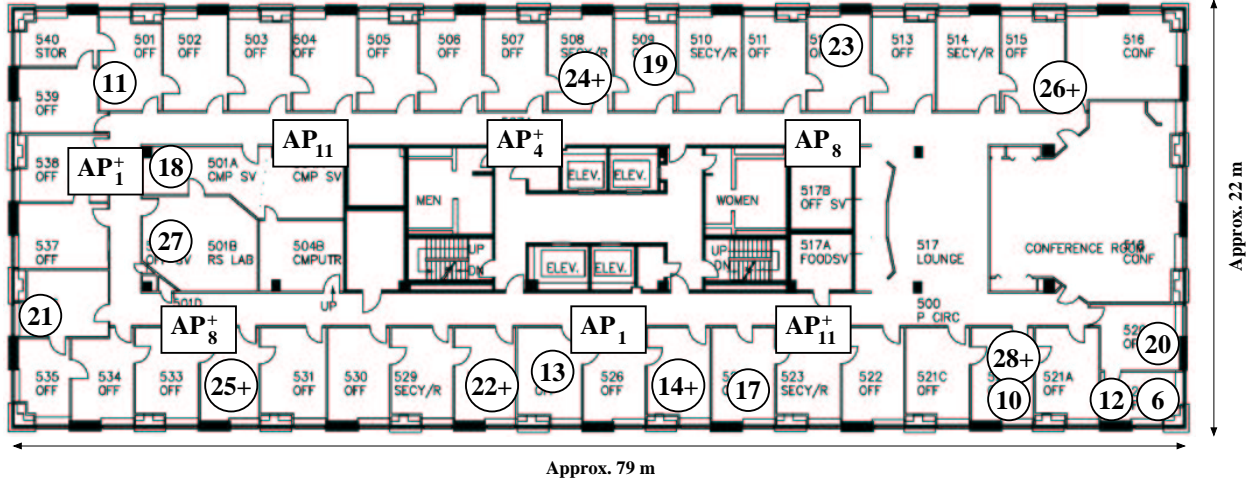 540
STOR
501
OFF
502
OFF
503
OFF
504
OFF
505
OFF
506
OFF
507
OFF
508
SECY/R
509
510
SECY/R
511
OFF
513
OFF
514
SECY/R
515
OFF
516
CONF
11
24+
19
23
26+
539
OFF
538
OFF
AP₁⁺
18
501A
CMP SV
AP₁₁
CMP SV
AP₄⁺
ELEV.
ELEV.
AP₈
MEN
WOMEN
517B
OFF SV
537
OFF
27
501B
RS LAB
504B
CMPUTR
UP
DN
ELEV.
ELEV.
UP
DN
517A
FOODSV
517
LOUNGE
CONFERENCE ROOM
CONF
21
501D
UP
AP₈⁺
AP₁
AP₁₁⁺
500
P CIRC
20
535
OFF
534
OFF
533
OFF
25+
531
OFF
530
OFF
529
SECY/R
22+
13
526
OFF
14+
17
523
SECY/R
522
OFF
521C
OFF
28+
10
521A
OFF
12
6
Approx. 79 m
Approx. 22 m